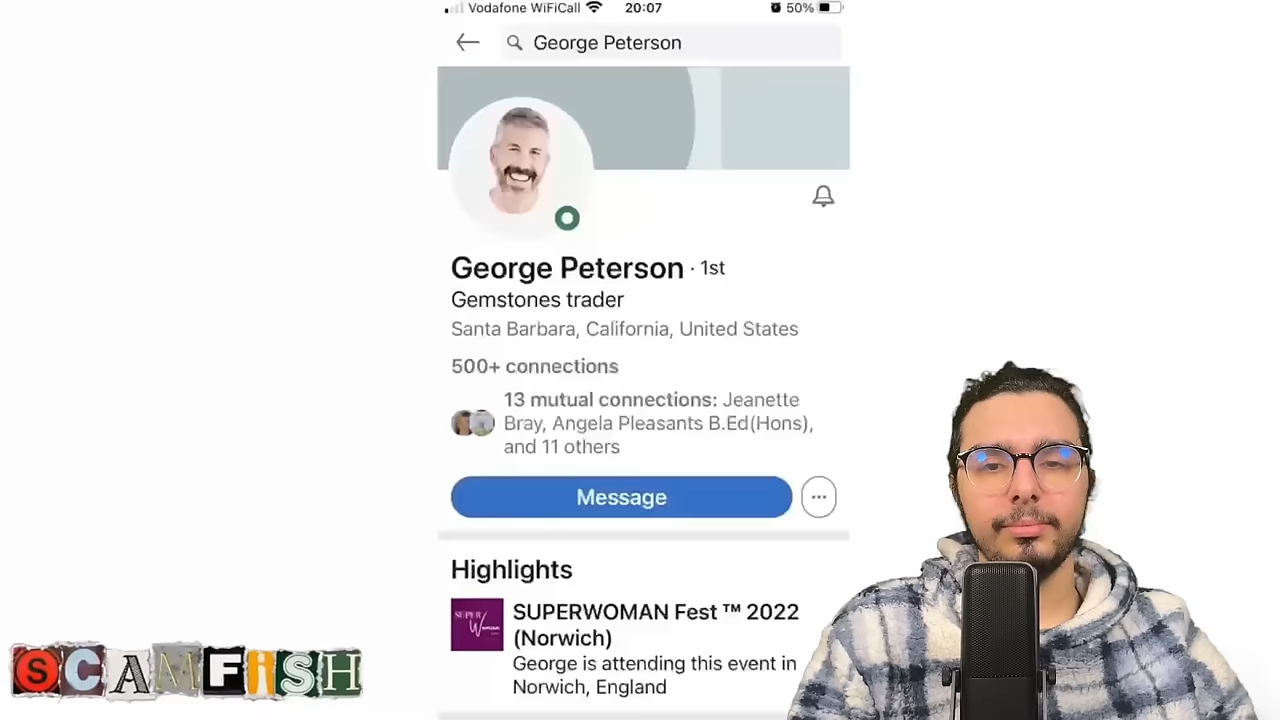 Vodafone WiFiCall 20:07 50%
George Peterson
George Peterson · 1st
Gemstones trader
Santa Barbara, California, United States
500+ connections
13 mutual connections: Jeanette
Bray, Angela Pleasants B.Ed(Hons),
and 11 others
Message
Highlights
SUPER
Woman
SUPERWOMAN Fest ™ 2022
(Norwich)
George is attending this event in
Norwich, England
SCAMFiSH